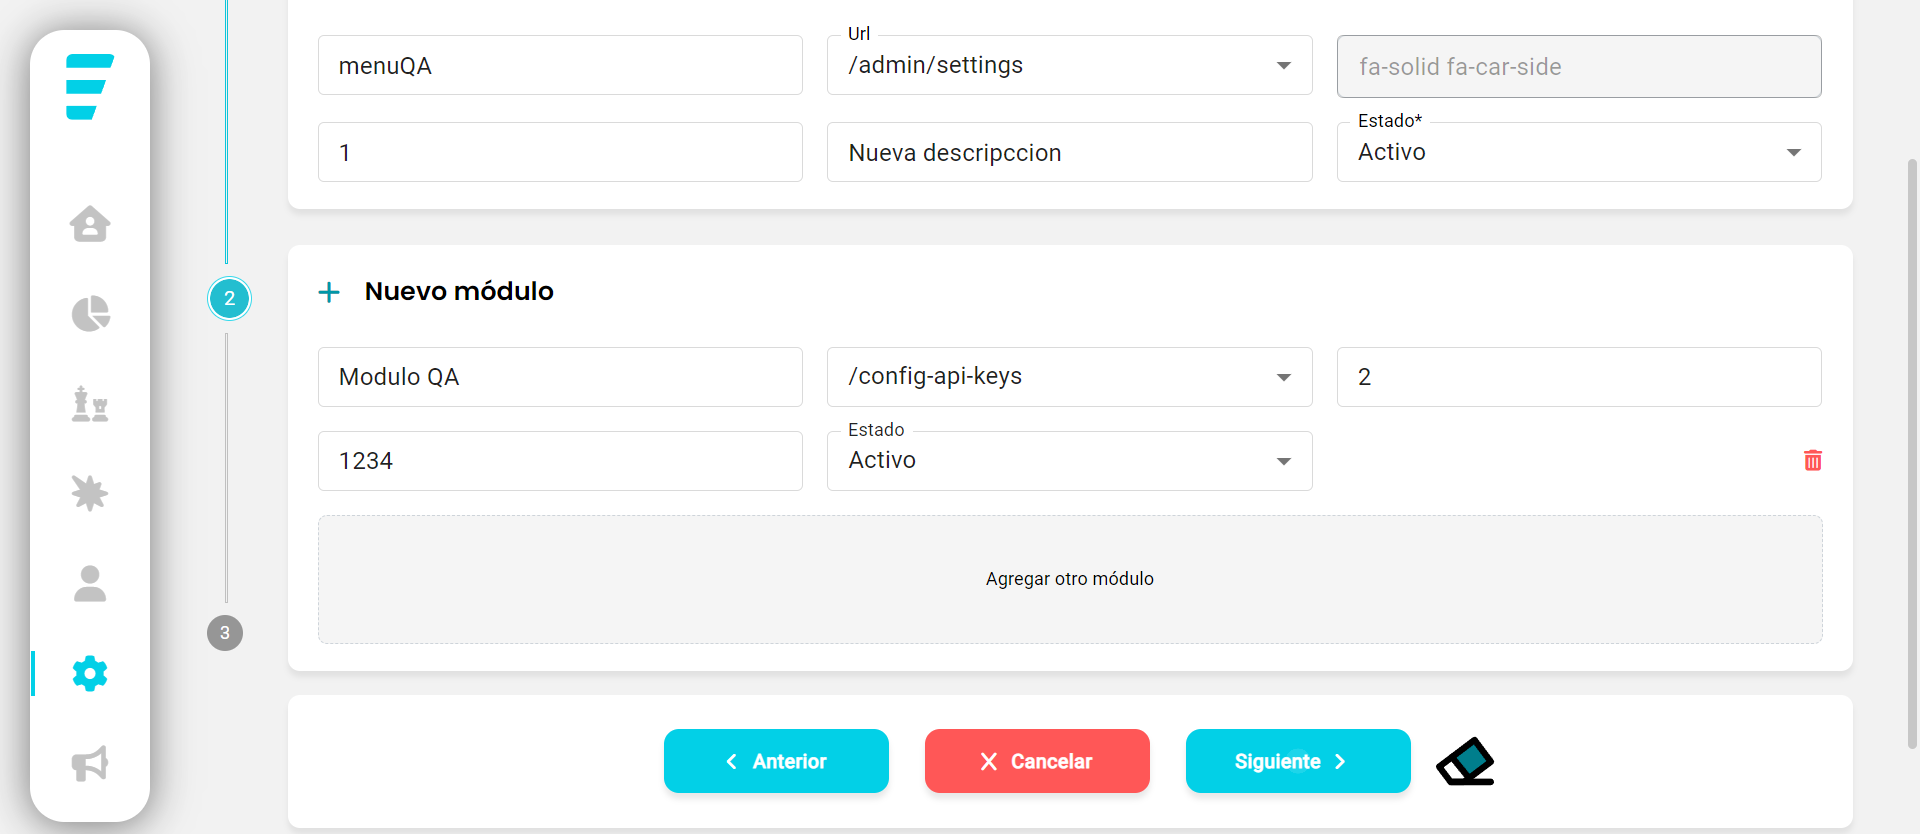 Url
menuQA
/admin/settings
fa-solid fa-car-side
Estado*
1
Nueva descripccion
Activo
2
Nuevo módulo
Modulo QA
/config-api-keys
2
Estado
1234
Activo
Agregar otro módulo
3
Anterior
Cancelar
Siguiente